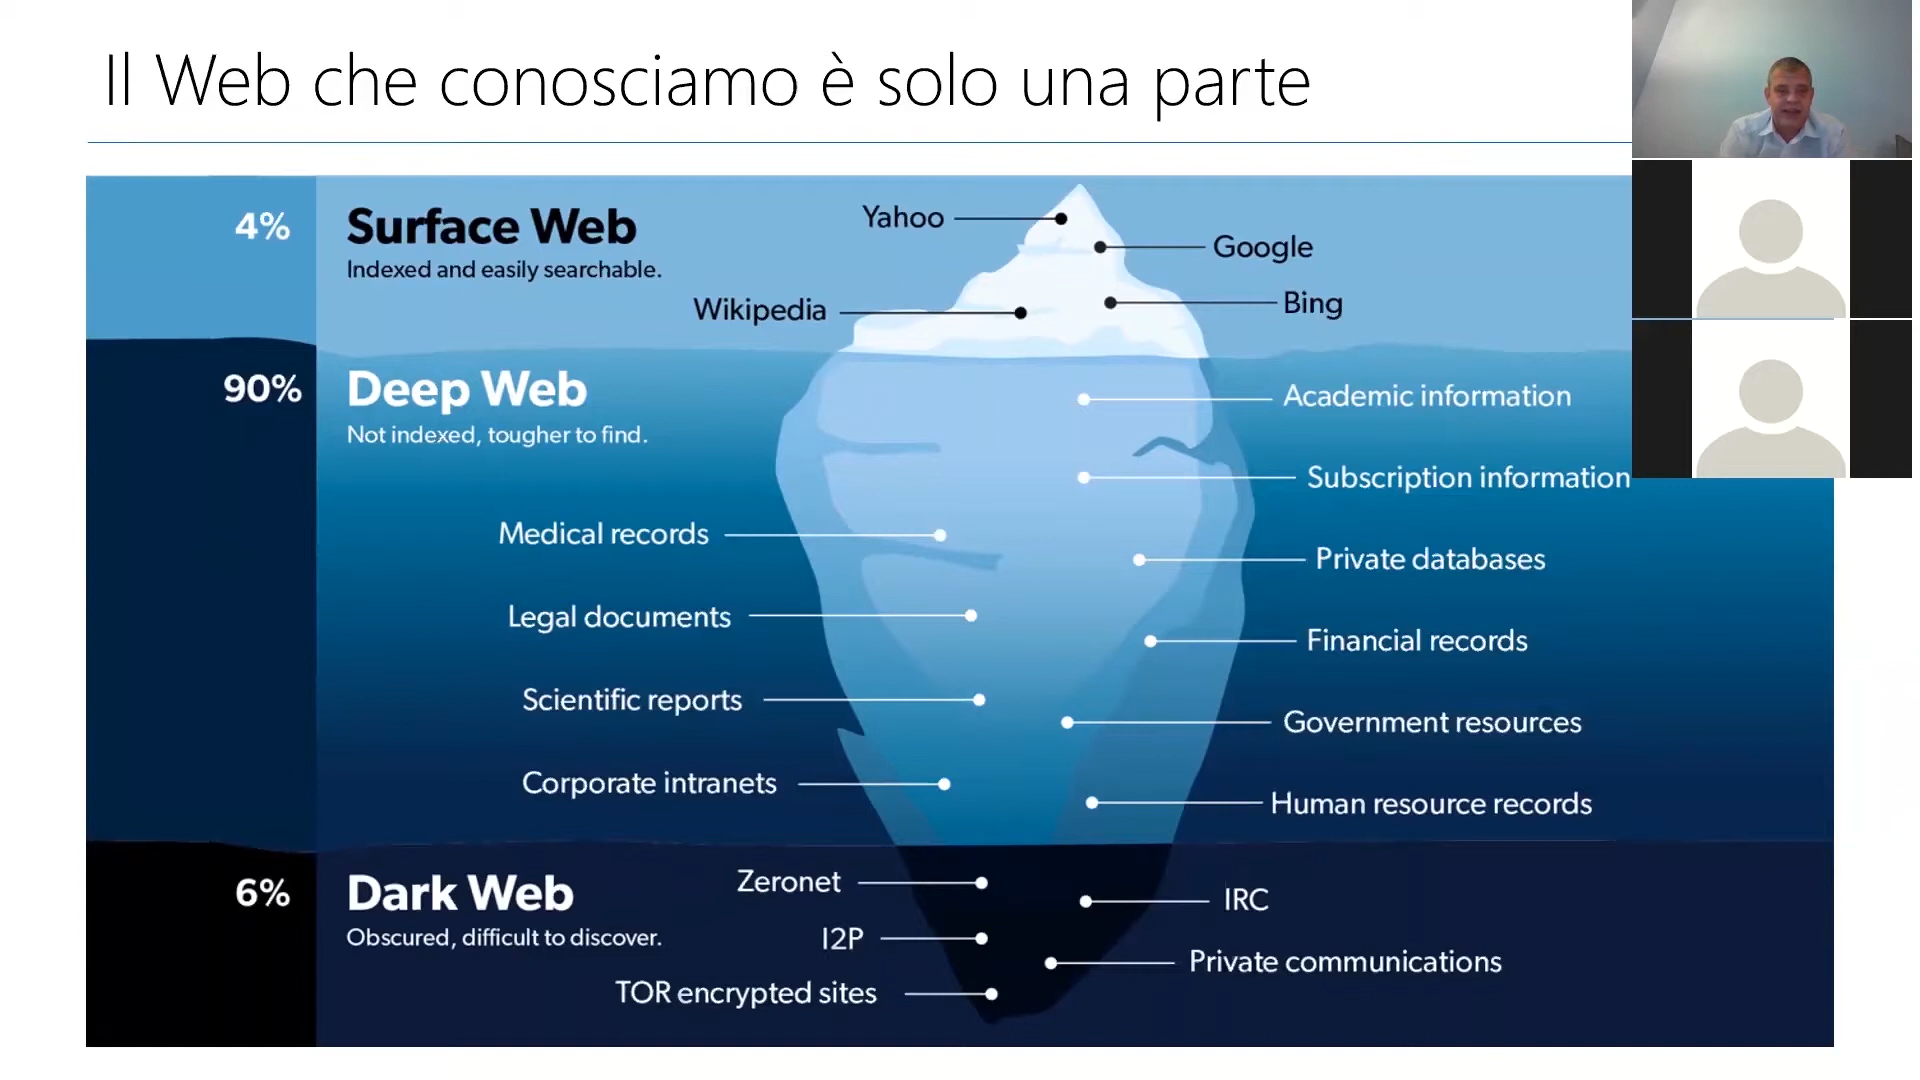 Il Web che conosciamo è solo una parte
4%
Surface Web
Indexed and easily searchable.
Yahoo
Google
Wikipedia
Bing
90%
Deep Web
Not indexed, tougher to find.
Academic information
Subscription information
Medical records
Private databases
Legal documents
Financial records
Scientific reports
Government resources
Corporate intranets
Human resource records
6%
Dark Web
Obscured, difficult to discover.
Zeronet
IRC
I2P
Private communications
TOR encrypted sites